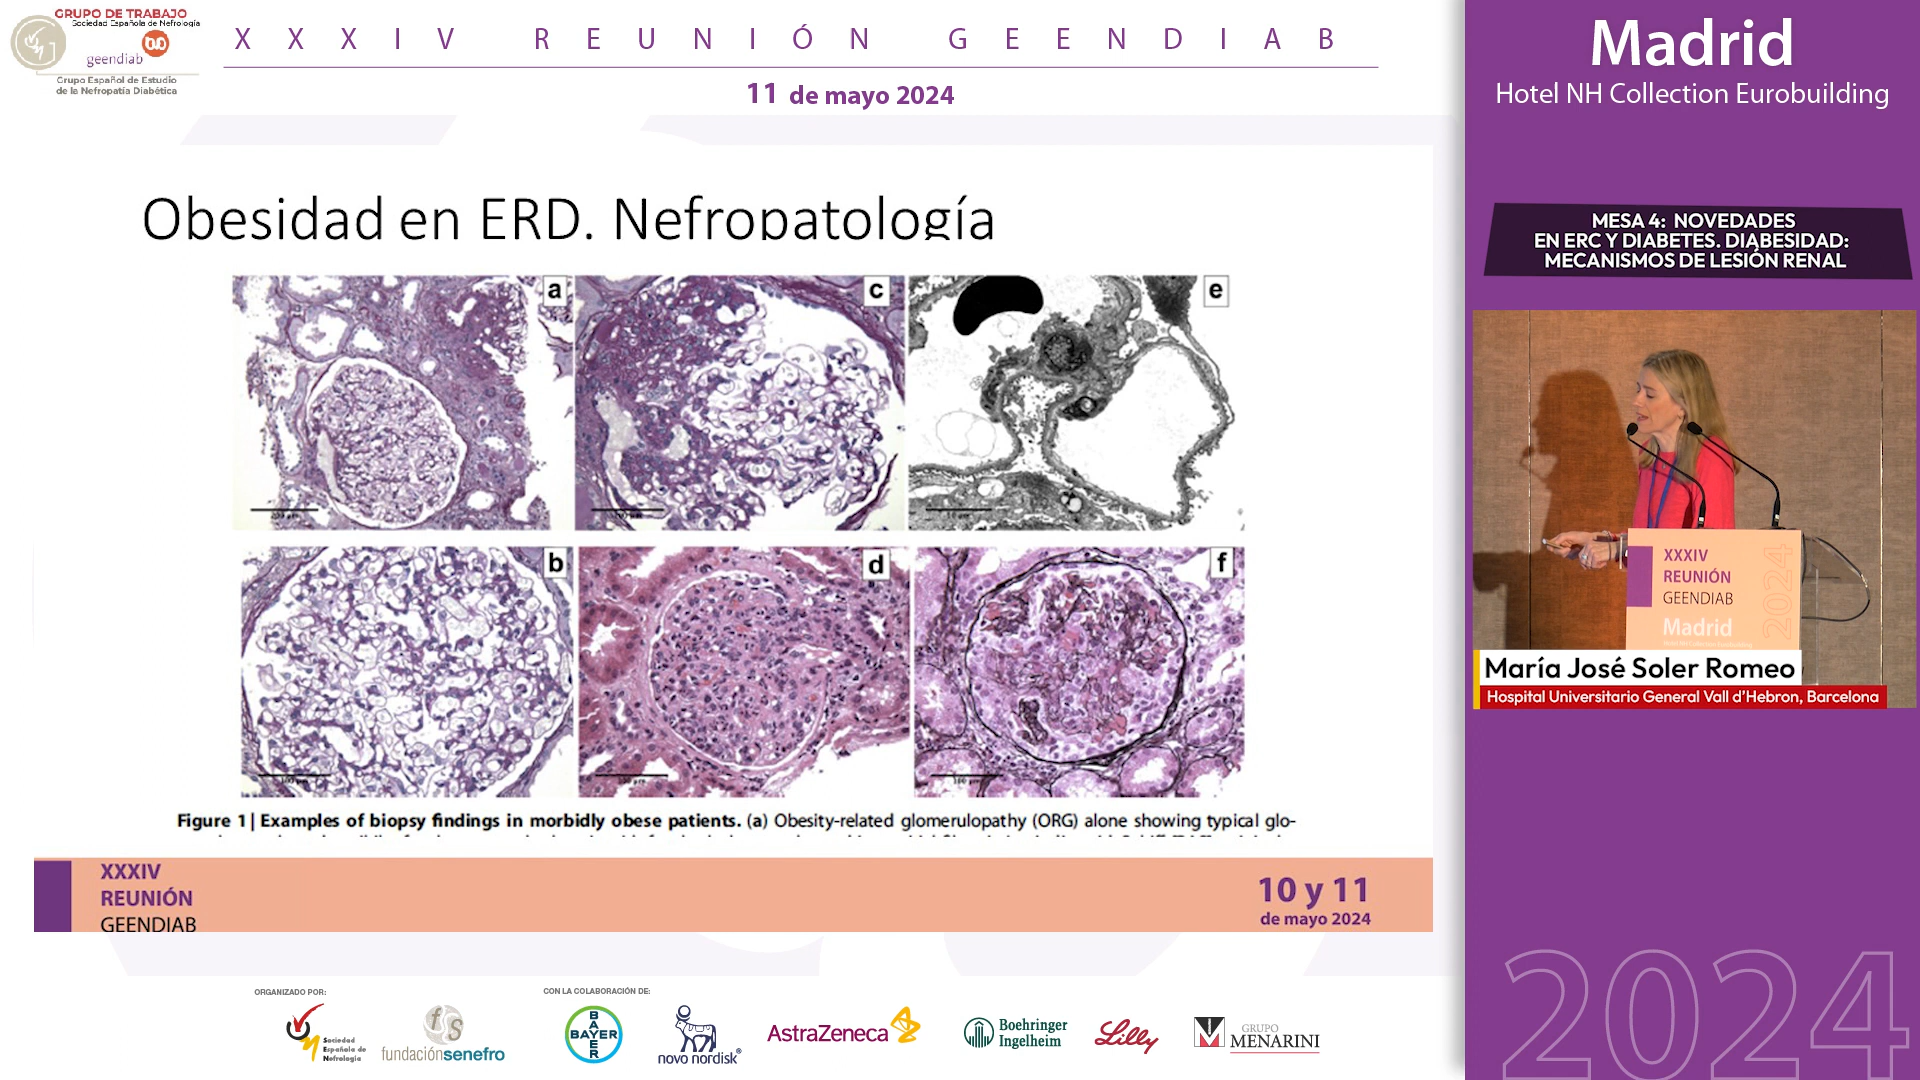 GRUPO DE TRABAJO
Sociedad Española de Nefrología
geendiab
Grupo Español de Estudio
de la Nefropatía Diabética
XXXIV REUNIÓN GEENDIAB
11 de mayo 2024
Obesidad en ERD. Nefropatología
a
c
e
b
d
f
Figure 1| Examples of biopsy findings in morbidly obese patients. (a) Obesity-related glomerulopathy (ORG) alone showing typical glo-
XXXIV
REUNIÓN
GEENDIAB
10 y 11
de mayo 2024
ORGANIZADO POR:
Sociedad
Española de
Nefrología
fundaciónsenefro
CON LA COLABORACIÓN DE:
BAYER
BAYER
novo nordisk
AstraZeneca
Boehringer
Ingelheim
Lilly
GRUPO
MENARINI
Madrid
Hotel NH Collection Eurobuilding
MESA 4: NOVEDADES
EN ERC Y DIABETES. DIABESIDAD:
MECANISMOS DE LESIÓN RENAL
XXXIV
REUNIÓN
GEENDIAB
2024
Madrid
María José Soler Romeo
Hospital Universitario General Vall d'Hebron, Barcelona
2024